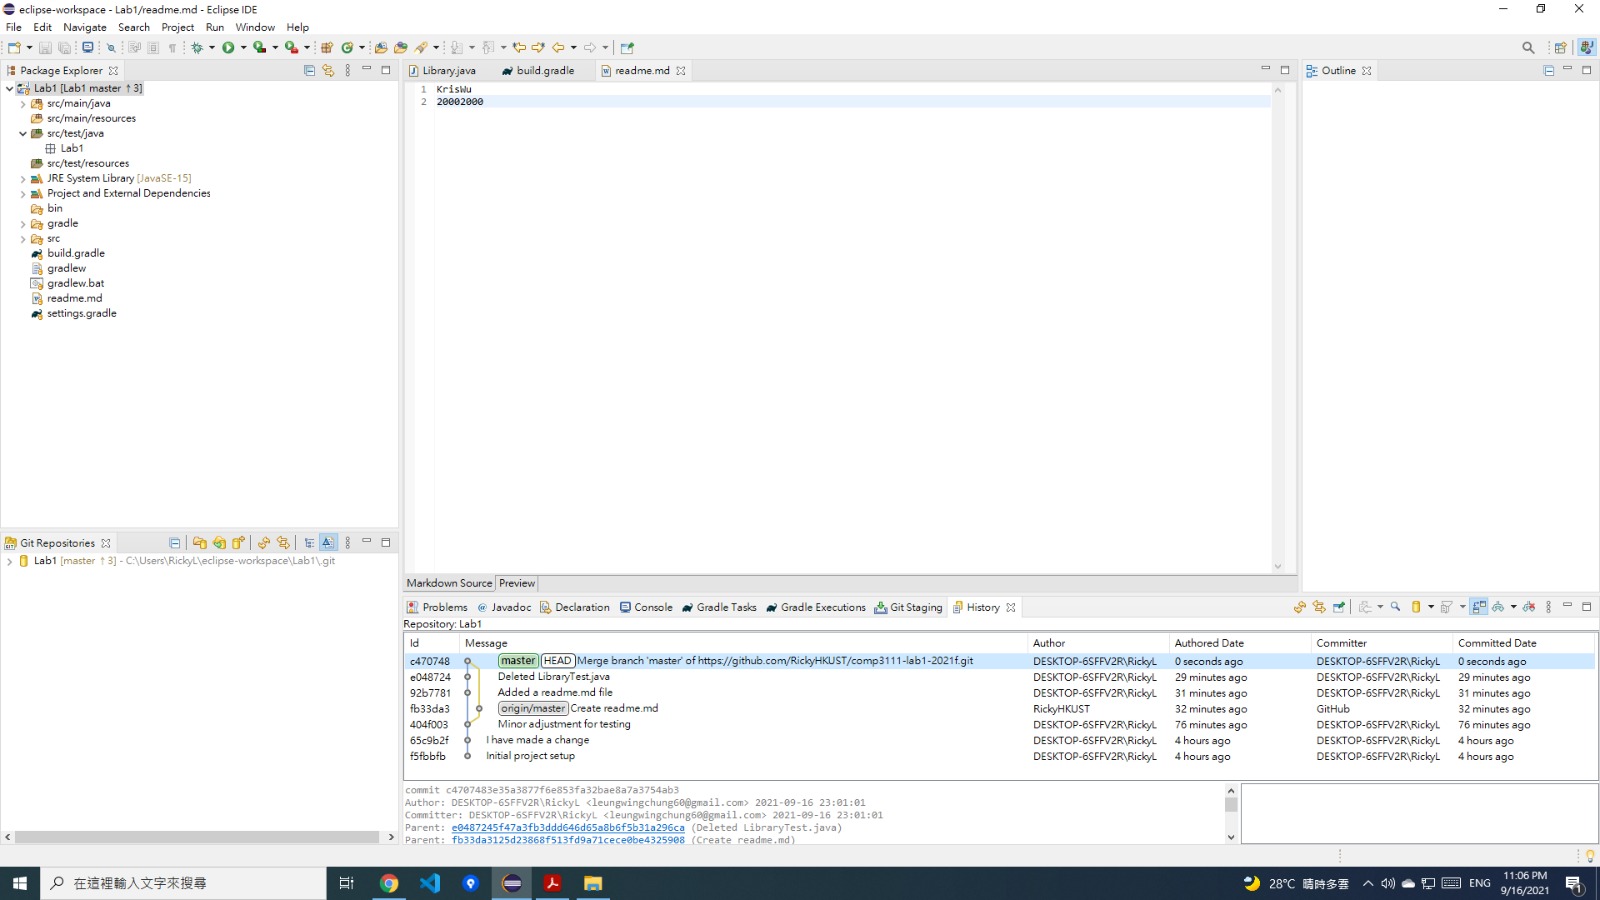 eclipse-workspace - Lab1/readme.md - Eclipse IDE
File Edit Navigate Search Project Run Window Help
Package Explorer
Lab1 [Lab1 master ↑3]
src/main/java
src/main/resources
src/test/java
Lab1
src/test/resources
JRE System Library [JavaSE-15]
Project and External Dependencies
bin
gradle
src
build.gradle
gradlew
gradlew.bat
readme.md
settings.gradle
Git Repositories
Lab1 [master ↑3] - C:\Users\RickyL\eclipse-workspace\Lab1\.git
Library.java build.gradle readme.md
1 KrisWu
2 20002000
Markdown Source Preview
Outline
Problems Javadoc Declaration Console Gradle Tasks Gradle Executions Git Staging History
Repository: Lab1
Id Message Author Authored Date Committer Committed Date
c470748 master HEAD Merge branch 'master' of https://github.com/RickyHKUST/comp3111-lab1-2021f.git DESKTOP-6SFFV2R\RickyL 0 seconds ago DESKTOP-6SFFV2R\RickyL 0 seconds ago
e048724 Deleted LibraryTest.java DESKTOP-6SFFV2R\RickyL 29 minutes ago DESKTOP-6SFFV2R\RickyL 29 minutes ago
92b7781 Added a readme.md file DESKTOP-6SFFV2R\RickyL 31 minutes ago DESKTOP-6SFFV2R\RickyL 31 minutes ago
fb33da3 origin/master Create readme.md RickyHKUST 32 minutes ago GitHub 32 minutes ago
404f003 Minor adjustment for testing DESKTOP-6SFFV2R\RickyL 76 minutes ago DESKTOP-6SFFV2R\RickyL 76 minutes ago
65c9b2f I have made a change DESKTOP-6SFFV2R\RickyL 4 hours ago DESKTOP-6SFFV2R\RickyL 4 hours ago
f5fbbfb Initial project setup DESKTOP-6SFFV2R\RickyL 4 hours ago DESKTOP-6SFFV2R\RickyL 4 hours ago
commit c4707483e35a3877f6e853fa32bae8a7a3754ab3
Author: DESKTOP-6SFFV2R\RickyL <leungwingchung60@gmail.com> 2021-09-16 23:01:01
Committer: DESKTOP-6SFFV2R\RickyL <leungwingchung60@gmail.com> 2021-09-16 23:01:01
Parent: e0487245f47a3fb3ddd646d65a8b6f5b31a296ca (Deleted LibraryTest.java)
Parent: fb33da3125d23868f513fd9a71cece0be4325908 (Create readme.md)
在這裡輸入文字來搜尋
28°C 晴時多雲 ENG 11:06 PM
9/16/2021
1